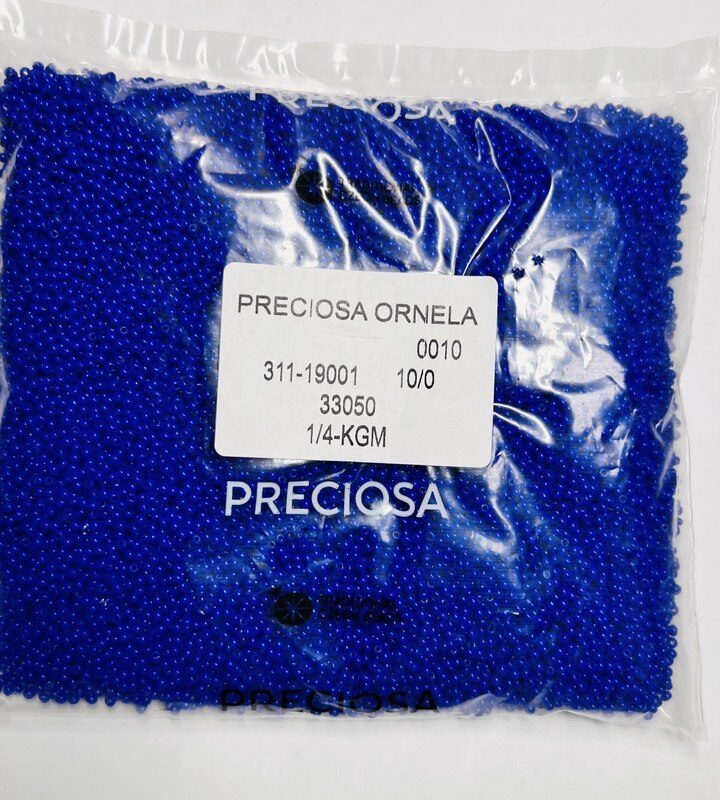 PRECIOSA
PRECIOSA ORNELA
0010
311-19001 10/0
33050
1/4-KGM
PRECIOSA
PRECIOSA